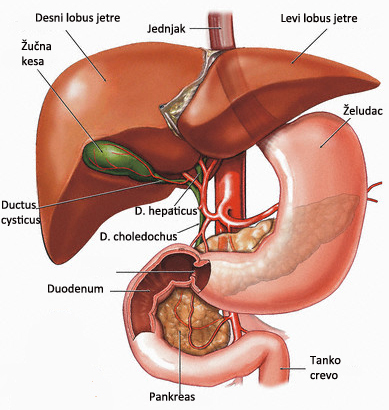 Desni lobus jetre
Jednjak
Levi lobus jetre
Žučna
kesa
Želudac
Ductus
cysticus
D. hepaticus
D. choledochus
Duodenum
Tanko
crevo
Pankreas